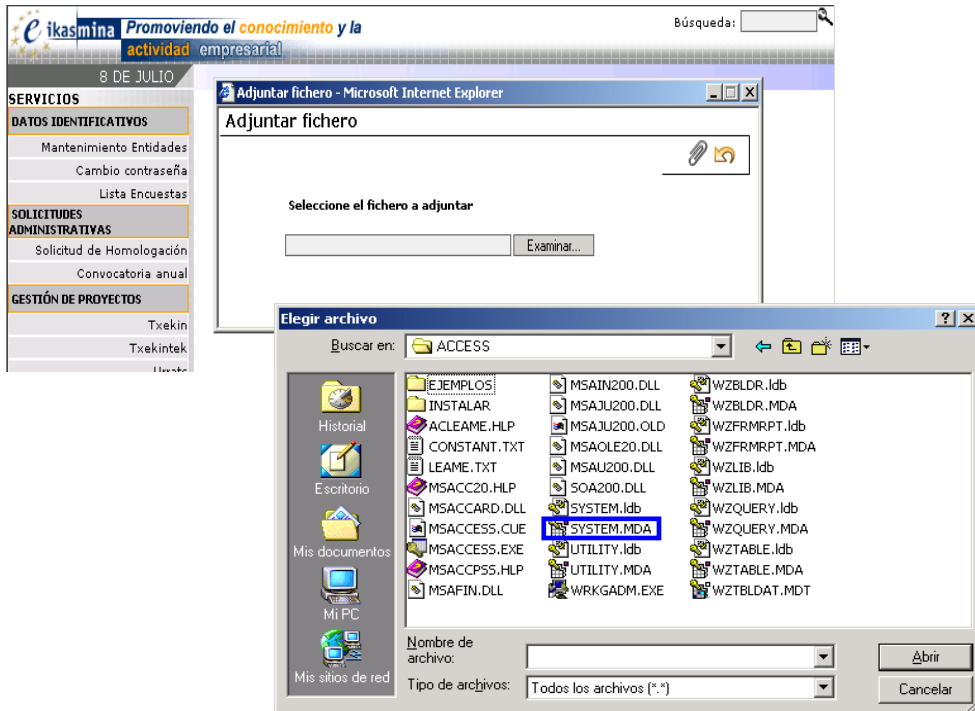 e ikasmina Promoviendo el conocimiento y la
actividad empresarial
Búsqueda:
8 DE JULIO
SERVICIOS
DATOS IDENTIFICATIVOS
Mantenimiento Entidades
Cambio contraseña
Lista Encuestas
SOLICITUDES
ADMINISTRATIVAS
Solicitud de Homologación
Convocatoria anual
GESTIÓN DE PROYECTOS
Txekin
Txekintek
Adjuntar fichero - Microsoft Internet Explorer
Adjuntar fichero
Seleccione el fichero a adjuntar
Examinar...
Elegir archivo
Buscar en: ACCESS
Historial
Escritorio
Mis documentos
Mi PC
Mis sitios de red
EJEMPLOS
INSTALAR
ACLEAME.HLP
CONSTANT.TXT
LEAME.TXT
MSACC20.HLP
MSACCARD.DLL
MSACCESS.CUE
MSACCESS.EXE
MSACCPSS.HLP
MSAFIN.DLL
MSAIN200.DLL
MSAJU200.DLL
MSAJU200.OLD
MSAOLE20.DLL
MSAU200.DLL
SOA200.DLL
SYSTEM.ldb
SYSTEM.MDA
UTILITY.ldb
UTILITY.MDA
WRKGADM.EXE
WZBLDR.ldb
WZBLDR.MDA
WZFRMRPT.ldb
WZFRMRPT.MDA
WZLIB.ldb
WZLIB.MDA
WZQUERY.ldb
WZQUERY.MDA
WZTABLE.ldb
WZTABLE.MDA
WZTBLDAT.MDT
Nombre de
archivo:
Abrir
Tipo de archivos: Todos los archivos (*.*)
Cancelar